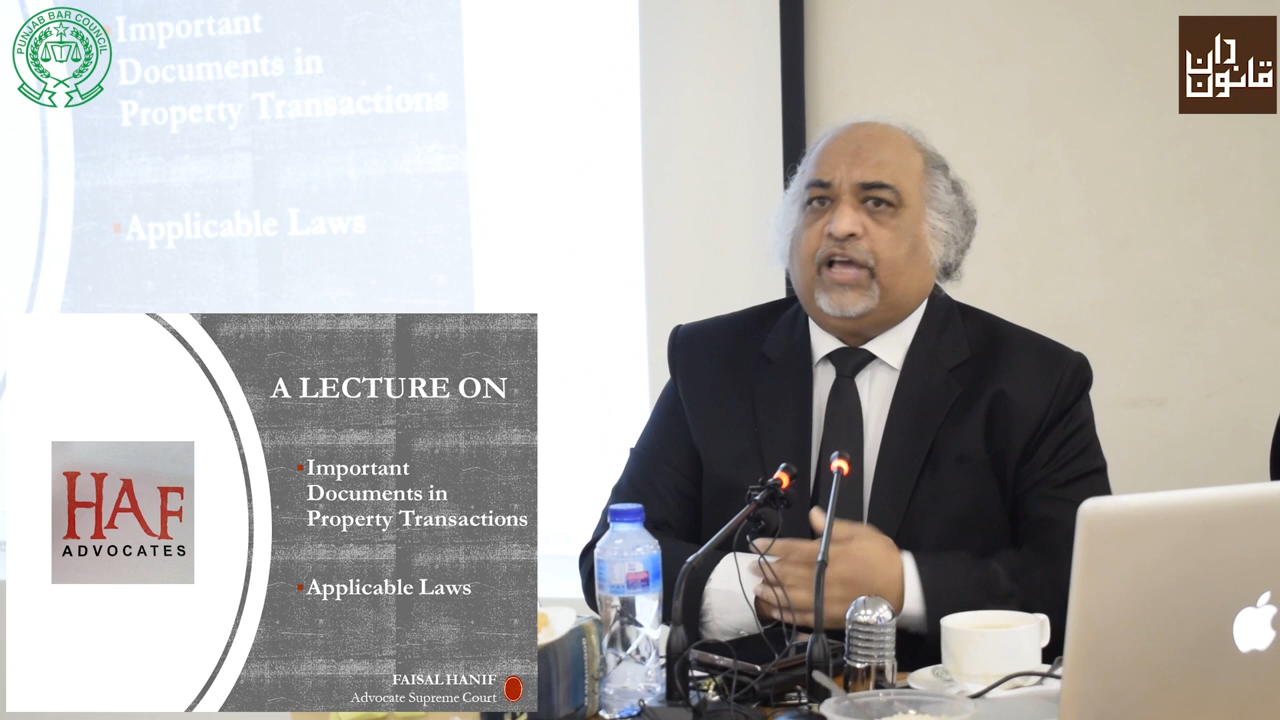 PUNJAB BAR COUNCIL
Important
Documents in
Property Transactions
Applicable Laws
قانون دان
A LECTURE ON
Important
Documents in
Property Transactions
Applicable Laws
HAF
ADVOCATES
FAISAL HANIF
Advocate Supreme Court